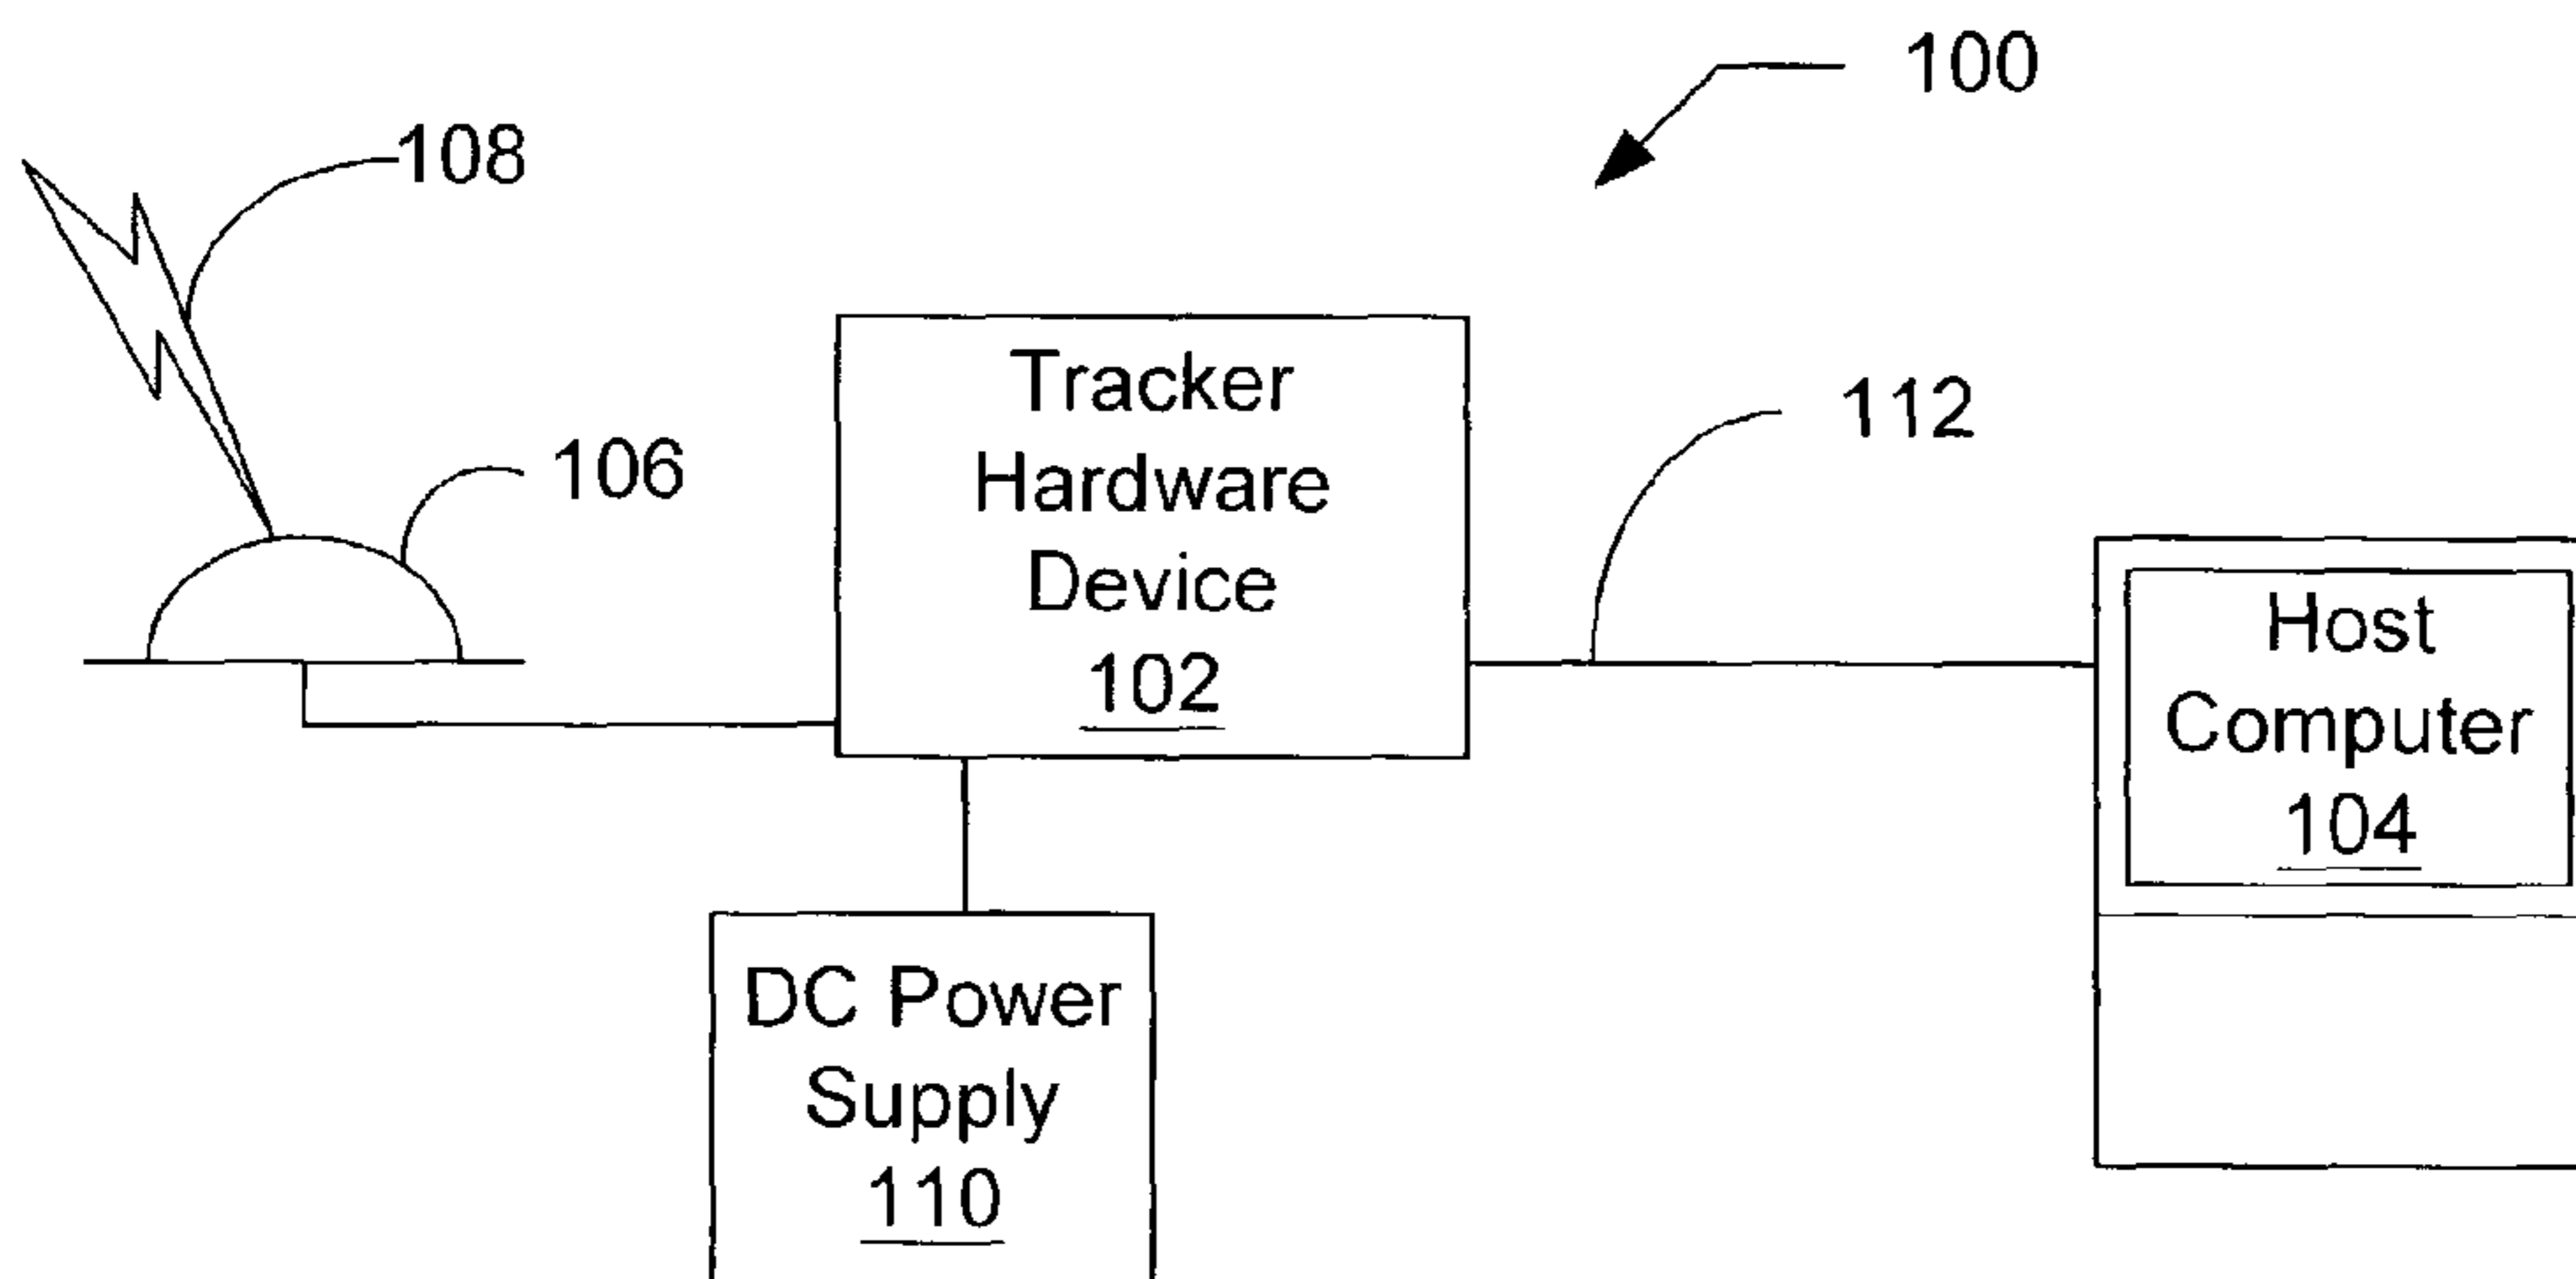 100
108
Tracker
Hardware
Device
102
112
106
Host
Computer
104
DC Power
Supply
110